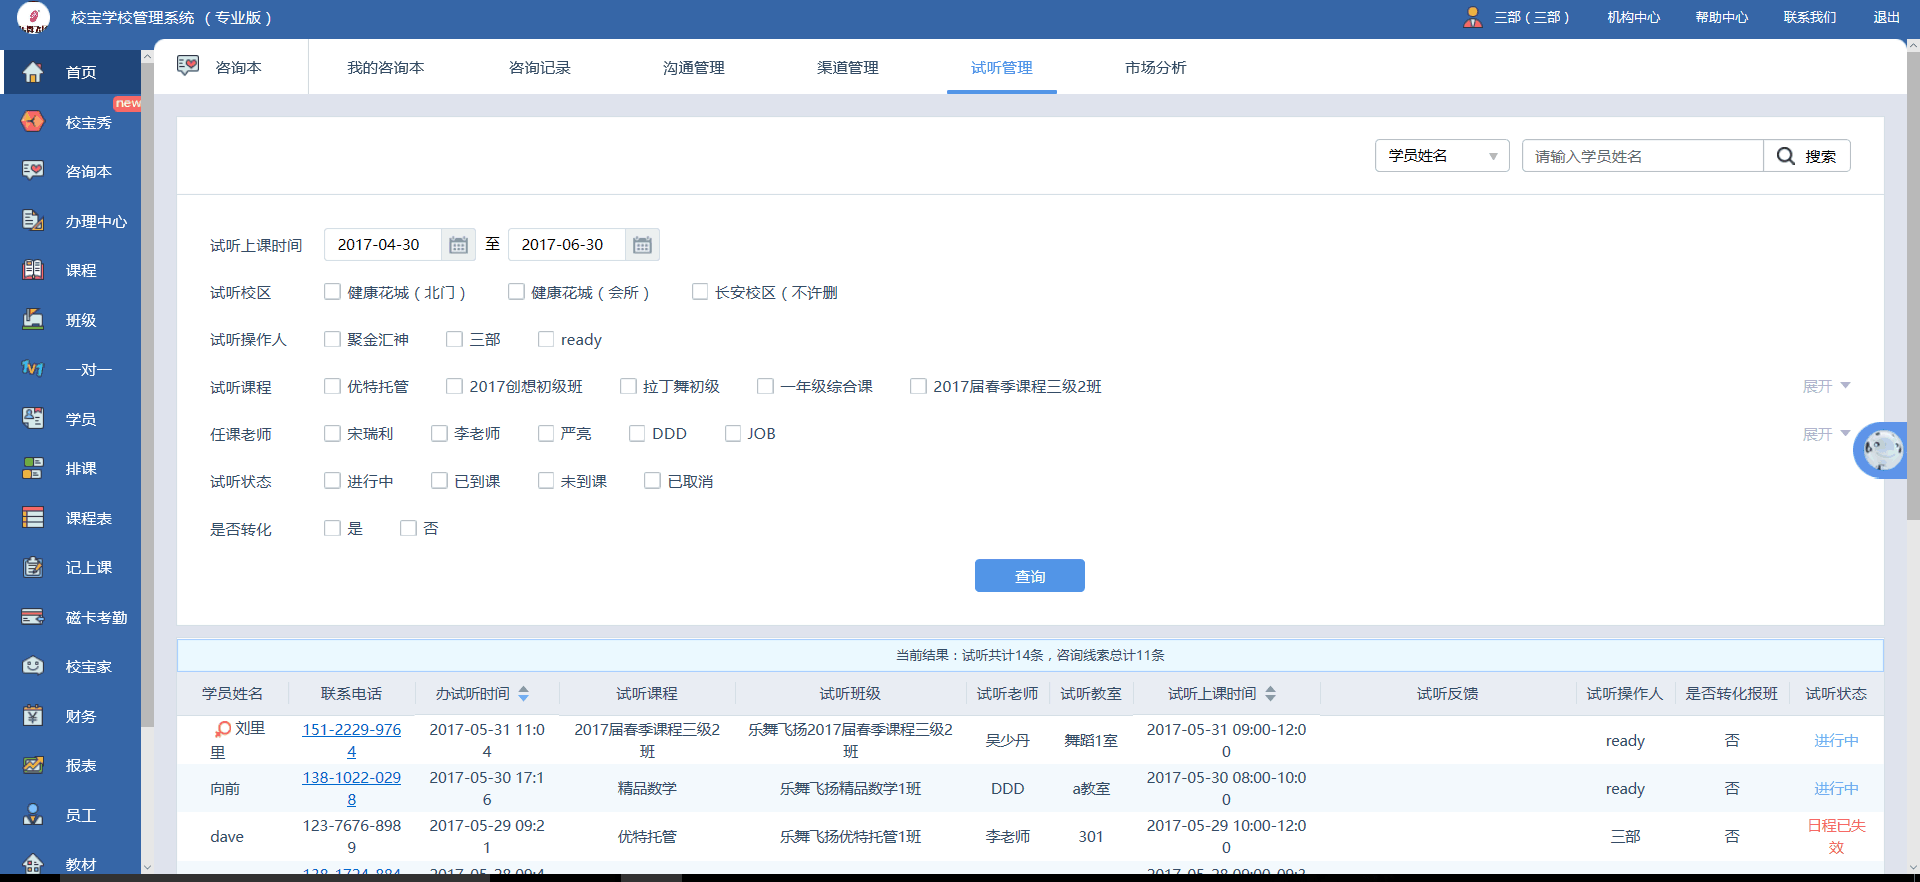 校宝学校管理系统 （ 专业版 ）
三部 ( 三部 )
机构中心
帮助中心
联系我们
退出
首页
new
校宝秀
咨询本
办理中心
课程
班级
一对一
学员
排课
课程表
记上课
磁卡考勤
校宝家
财务
报表
员工
教材
咨询本
我的咨询本
咨询记录
沟通管理
渠道管理
试听管理
市场分析
学员姓名
请输入学员姓名
搜索
试听上课时间 2017-04-30 至 2017-06-30
试听校区 健康花城 ( 北门 ) 健康花城 ( 会所 ) 长安校区 ( 不许删
试听操作人 聚金汇神 三部 ready
试听课程 优特托管 2017创想初级班 拉丁舞初级 一年级综合课 2017届春季课程三级2班 展开
任课老师 宋瑞利 李老师 严亮 DDD JOB 展开
试听状态 进行中 已到课 未到课 已取消
是否转化 是 否
查询
当前结果：试听共计14条，咨询线索总计11条
学员姓名 联系电话 办试听时间 试听课程 试听班级 试听老师 试听教室 试听上课时间 试听反馈 试听操作人 是否转化报班 试听状态
刘里 151-2229-976 2017-05-31 11:0 2017届春季课程三级2 乐舞飞扬2017届春季课程三级2 吴少丹 舞蹈1室 2017-05-31 09:00-12:0 ready 否 进行中
里 4 4 班 班 0
向前 138-1022-029 2017-05-30 17:1 精品数学 乐舞飞扬精品数学1班 DDD a教室 2017-05-30 08:00-10:0 ready 否 进行中
8 6 0
dave 123-7676-898 2017-05-29 09:2 优特托管 乐舞飞扬优特托管1班 李老师 301 2017-05-29 10:00-12:0 三部 否 日程已失
9 1 0 效